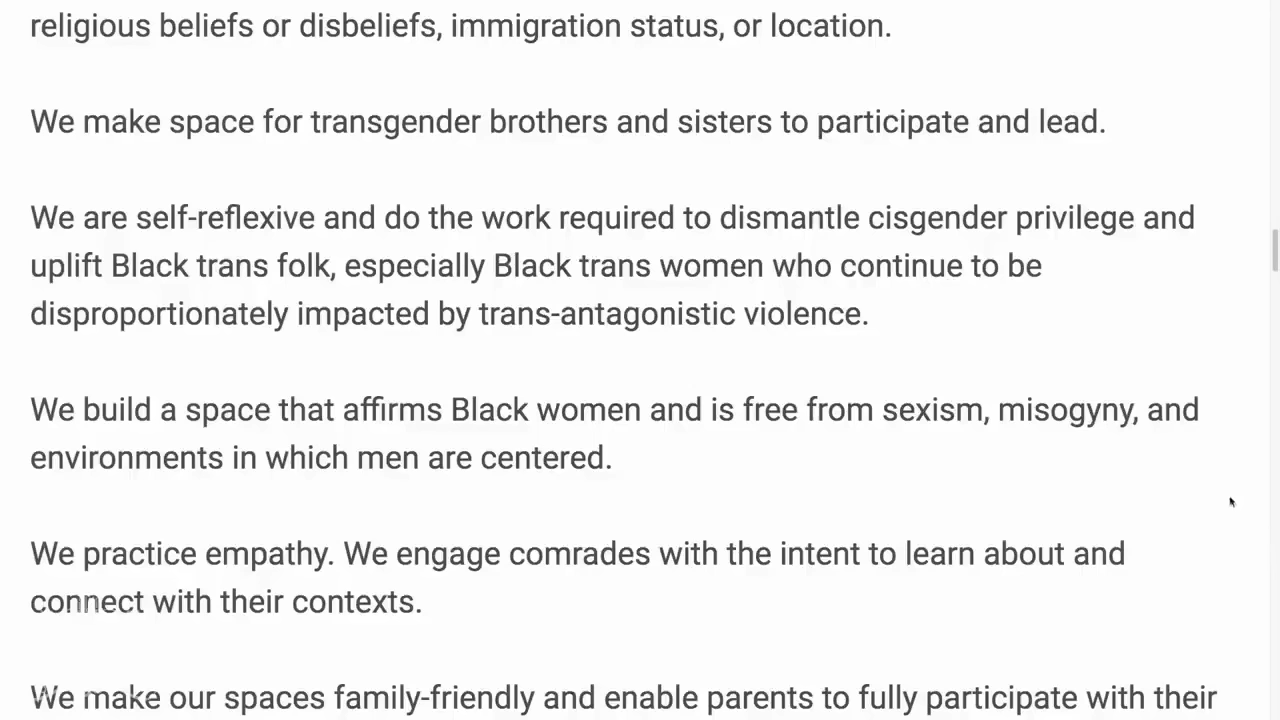 religious beliefs or disbeliefs, immigration status, or location.
We make space for transgender brothers and sisters to participate and lead.
We are self-reflexive and do the work required to dismantle cisgender privilege and
uplift Black trans folk, especially Black trans women who continue to be
disproportionately impacted by trans-antagonistic violence.
We build a space that affirms Black women and is free from sexism, misogyny, and
environments in which men are centered.
We practice empathy. We engage comrades with the intent to learn about and
connect with their contexts.
We make our spaces family-friendly and enable parents to fully participate with their